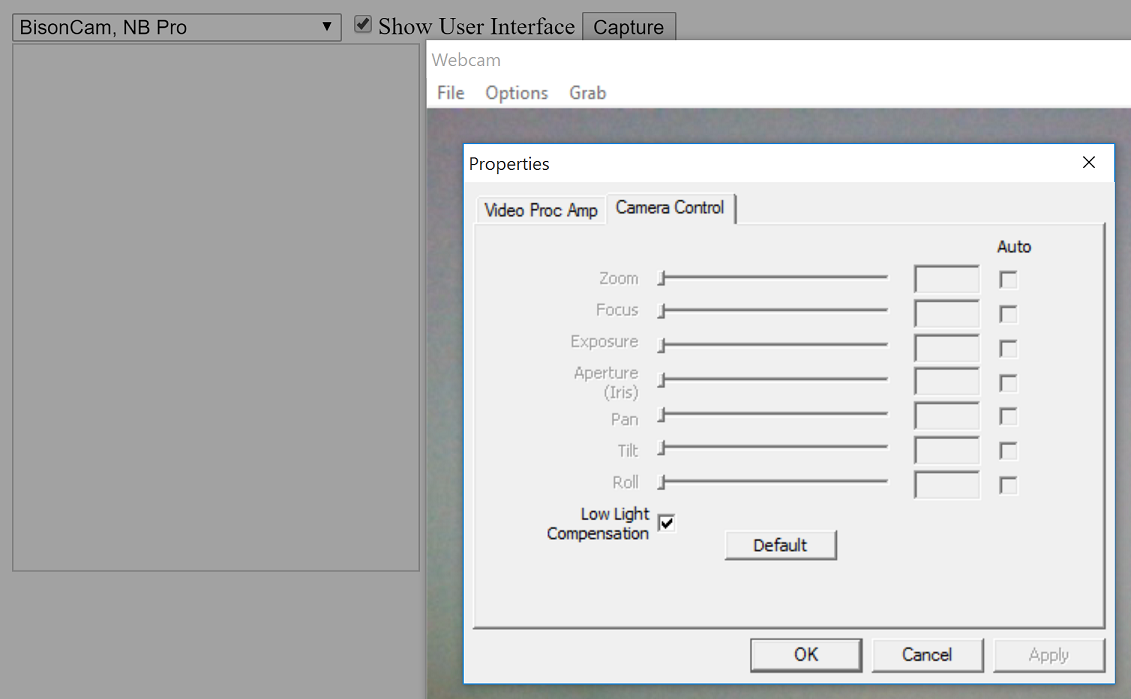 BisonCam, NB Pro
Show User Interface
Capture
Webcam
File Options Grab
Properties
Video Proc Amp
Camera Control
Auto
Zoom
Focus
Exposure
Aperture
(Iris)
Pan
Tilt
Roll
Low Light
Compensation
Default
OK
Cancel
Apply